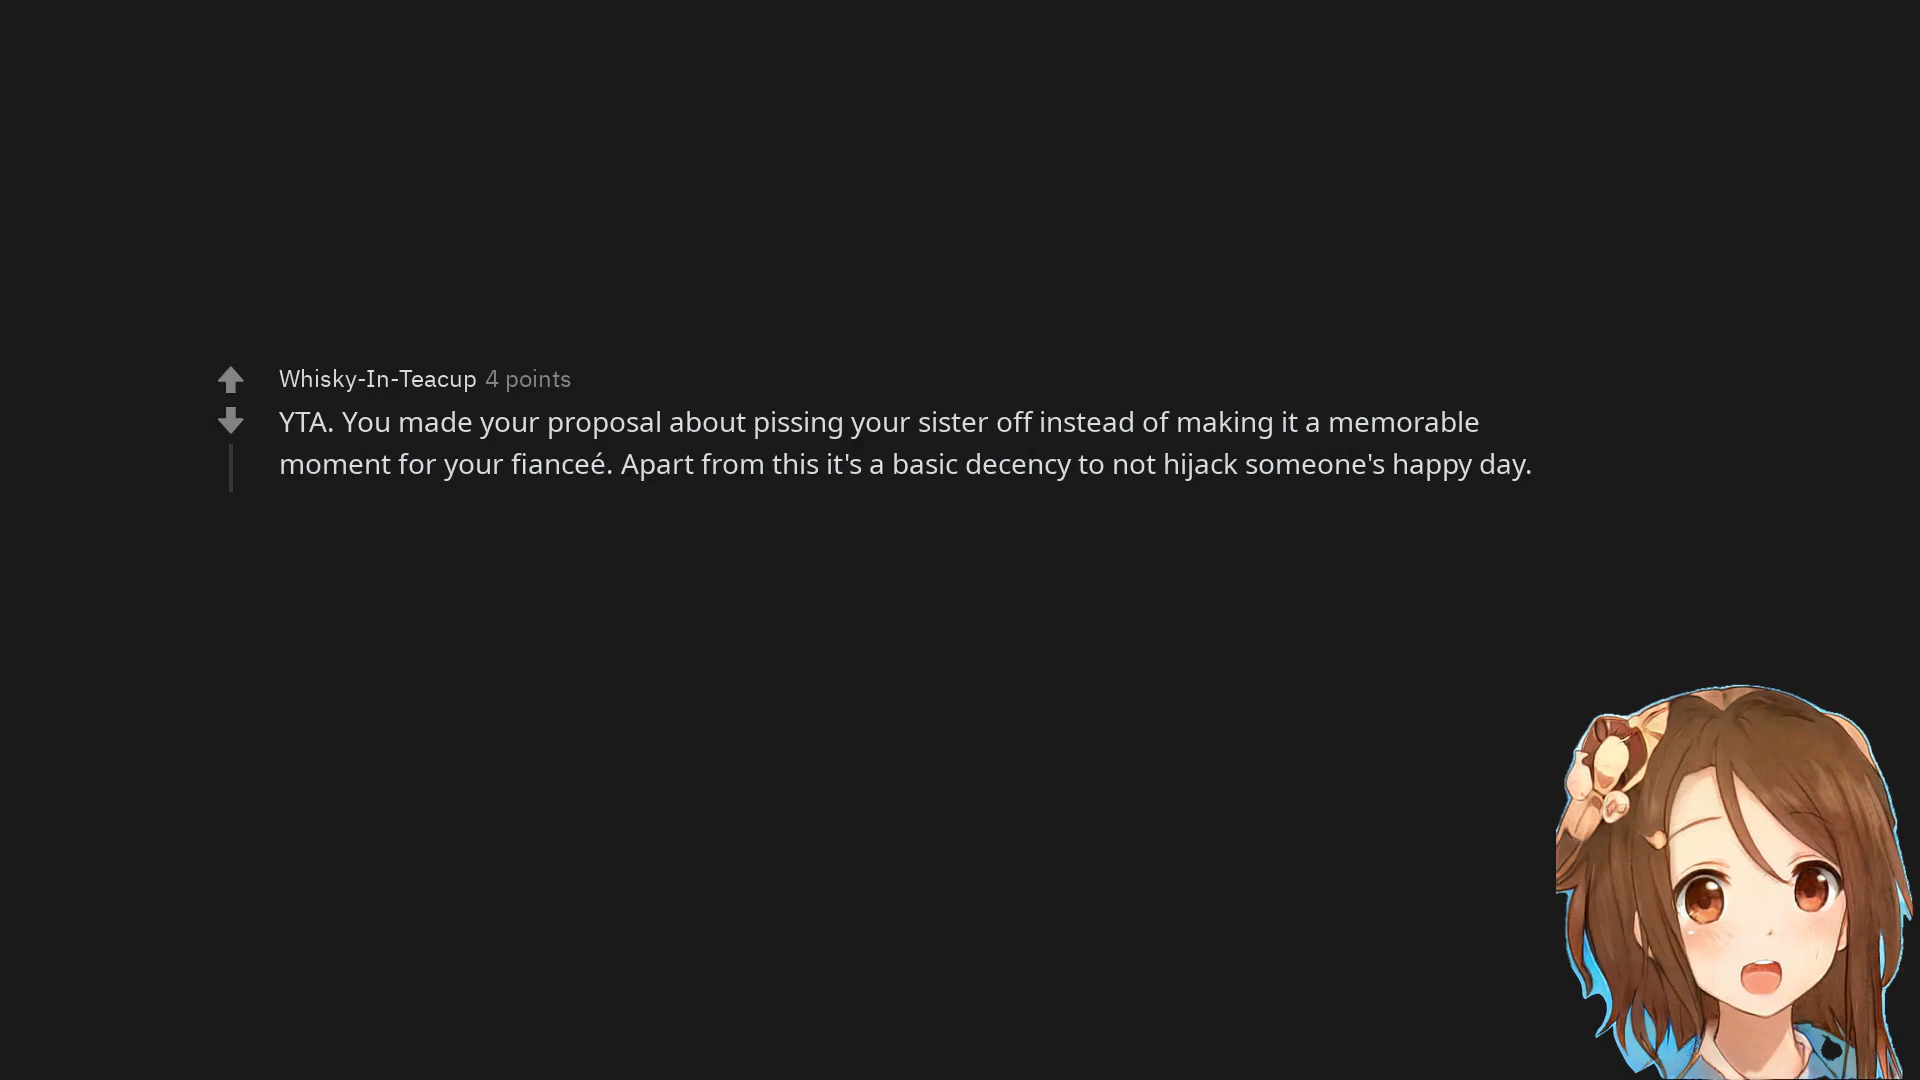 Whisky-In-Teacup 4 points
YTA. You made your proposal about pissing your sister off instead of making it a memorable
moment for your fianceé. Apart from this it's a basic decency to not hijack someone's happy day.